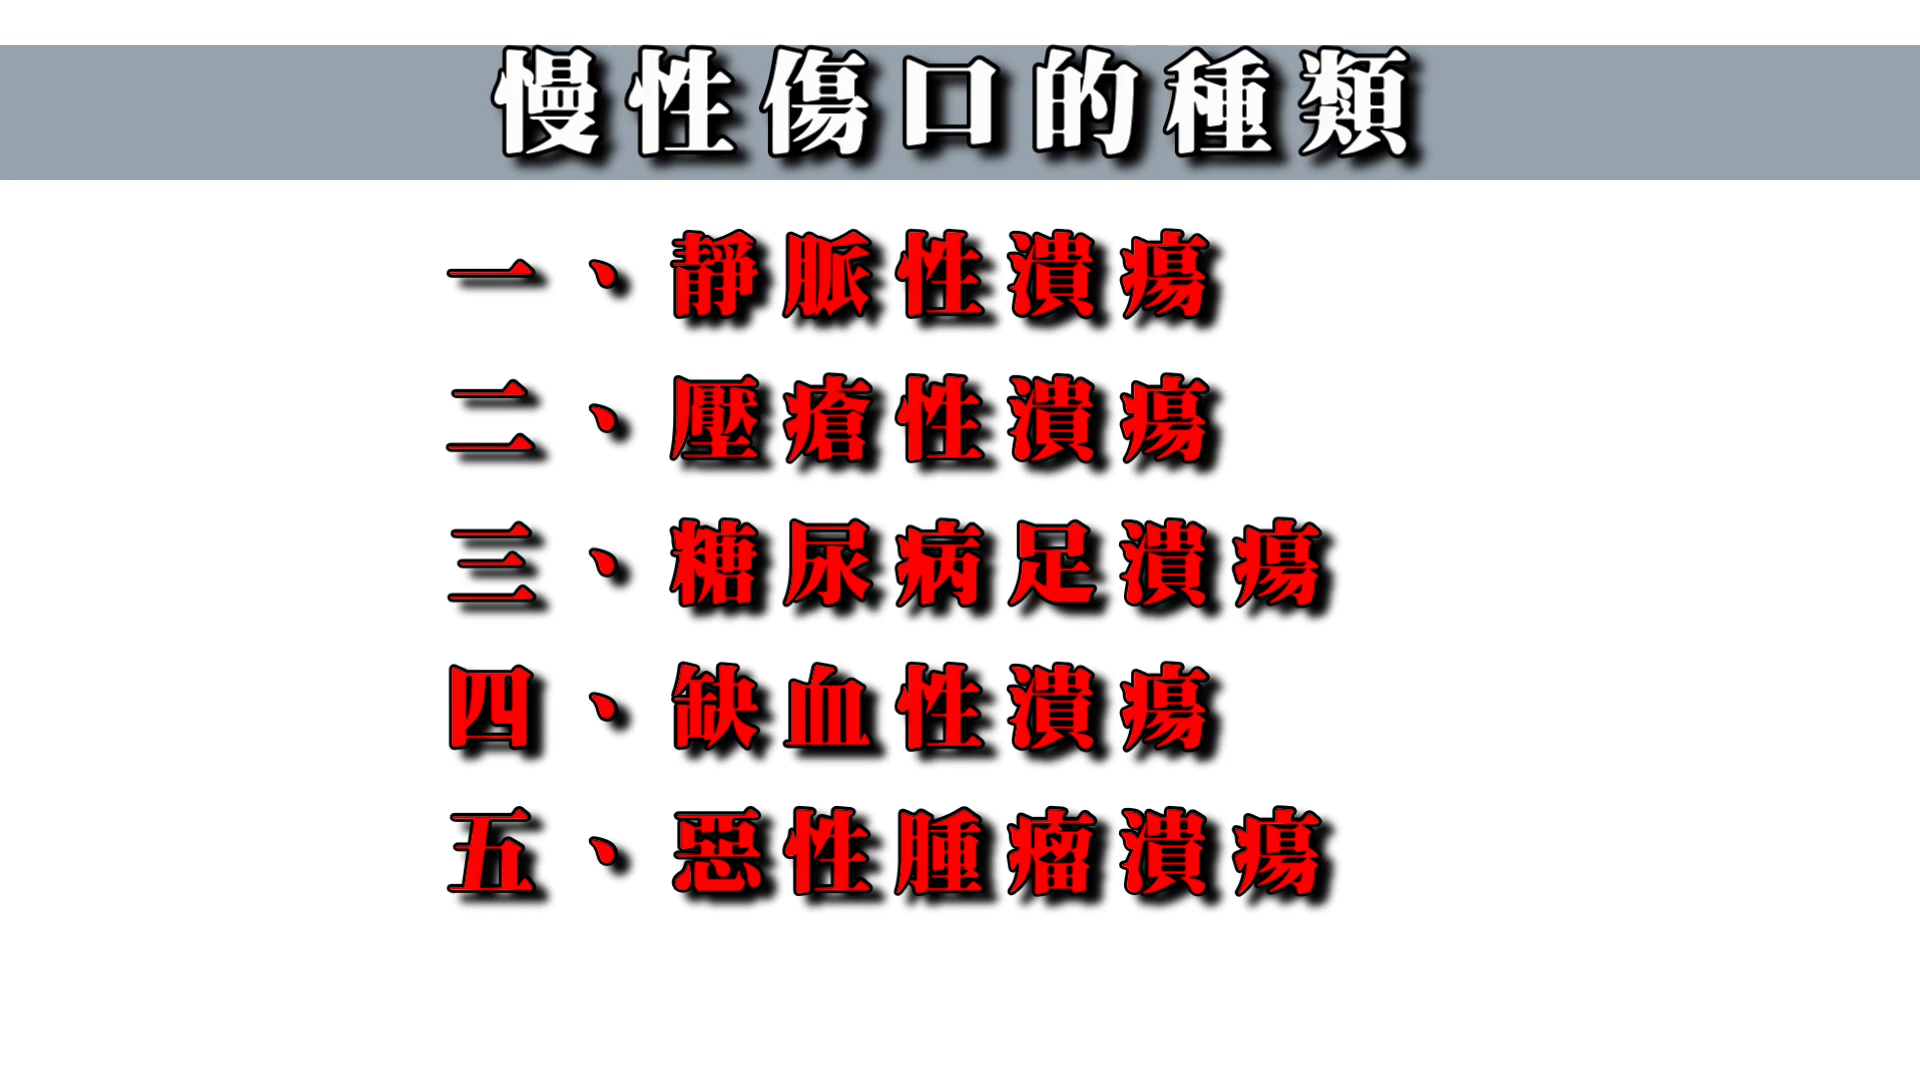 慢性傷口的種類
一、靜脈性潰瘍
二、壓瘡性潰瘍
三、糖尿病足潰瘍
四、缺血性潰瘍
五、惡性腫瘤潰瘍